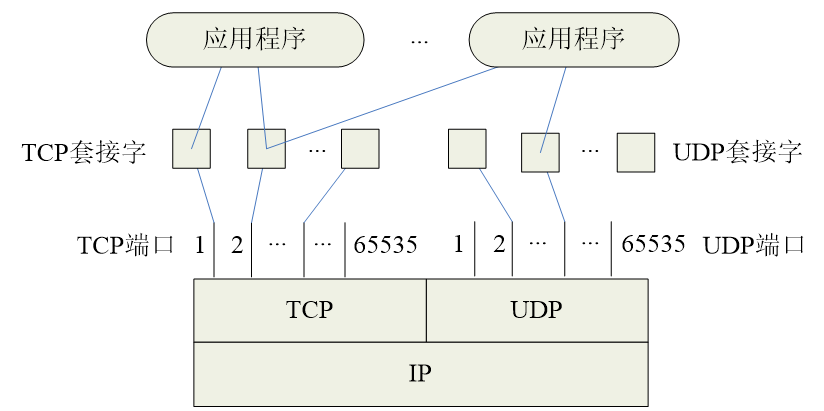 应用程序 ... 应用程序
TCP套接字 ... ... UDP套接字
TCP端口 1 2 ... ... 65535 1 2 ... ... 65535 UDP端口
TCP UDP
IP